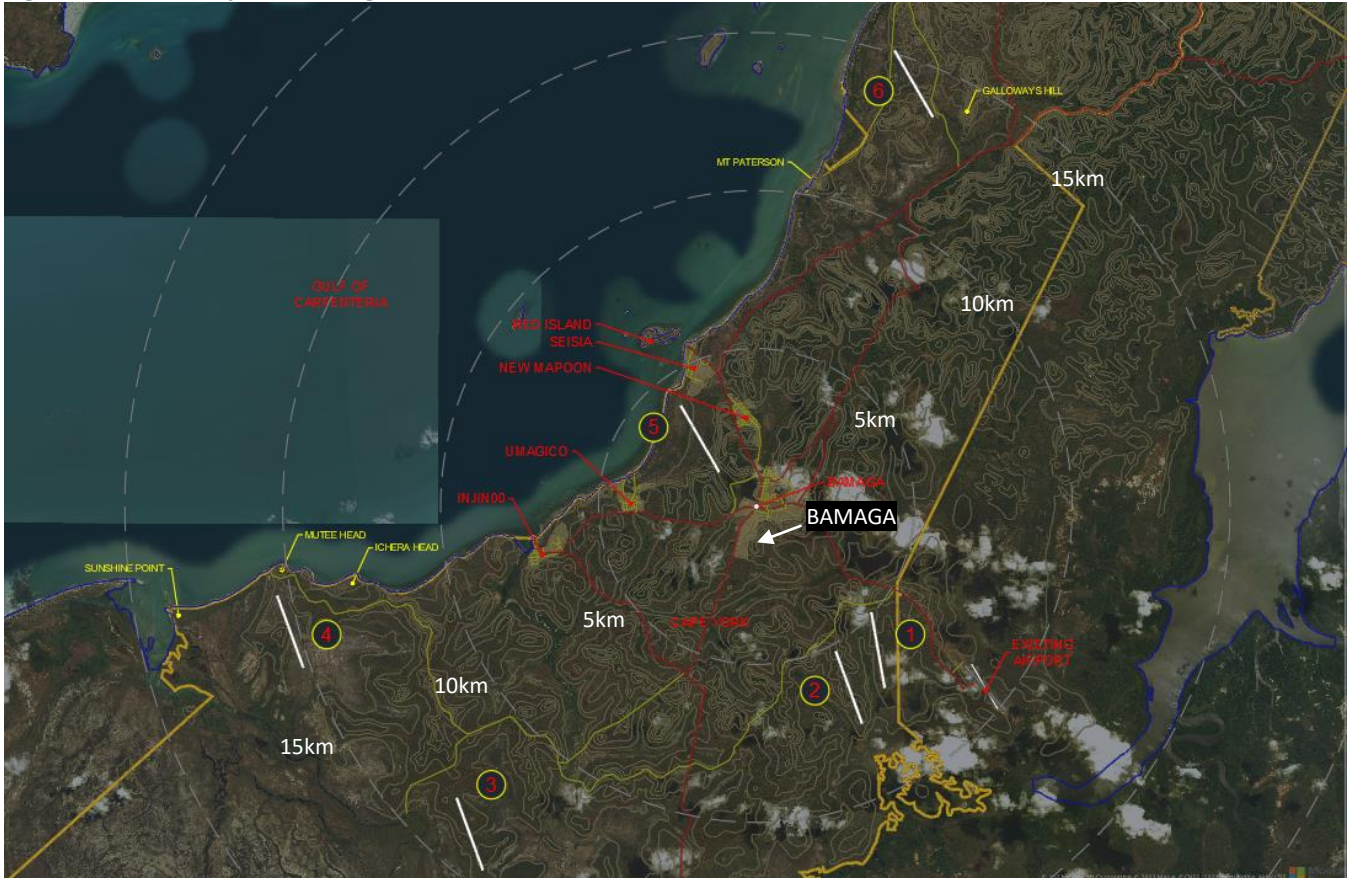 6
GALLOWAYS HILL
MT PATERSON
15km
GULF OF
CARPENTERIA
10km
RED ISLAND
SEISIA
NEW MAPOON
5km
5
UMAGICO
BAMAGA
INJINOO
BAMAGA
MUTEE HEAD
ICHERA HEAD
SUNSHINE POINT
5km
CAPE YORK
4
1
EXISTING
AIRPORT
10km
2
15km
3